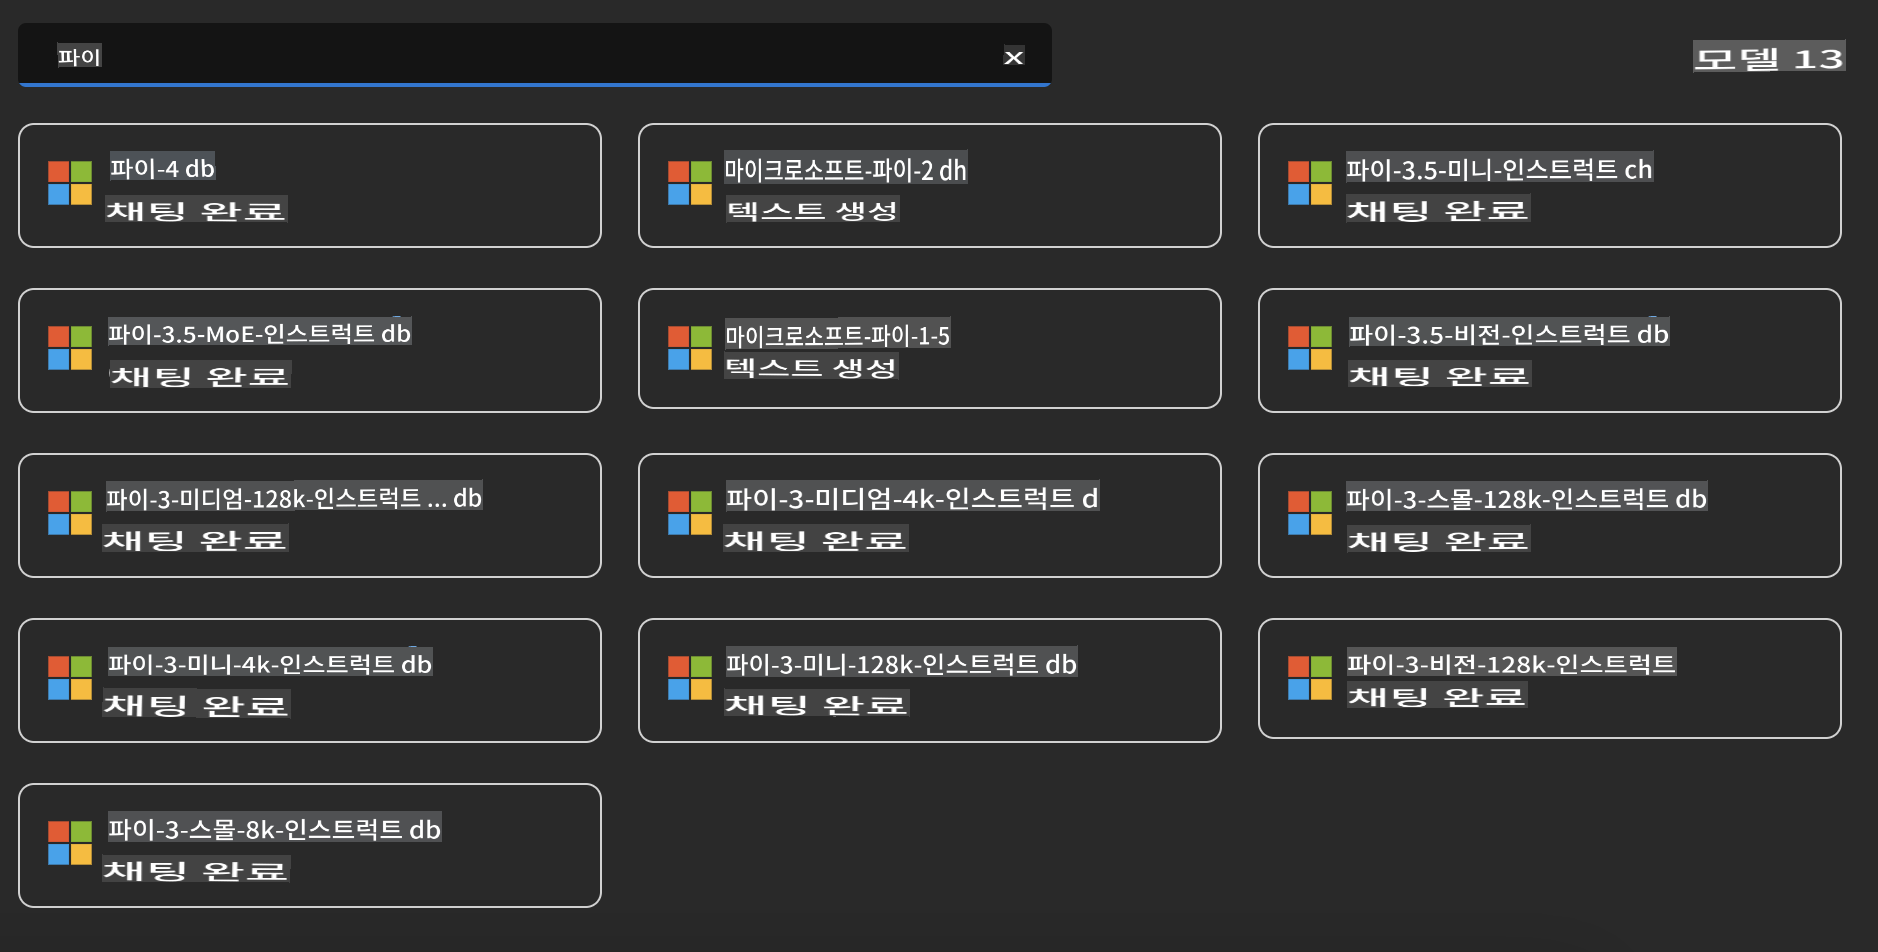 파이
x
모델 13
파이-4 db
채팅 완료
마이크로소프트-파이-2 dh
텍스트 생성
파이-3.5-미니-인스트럭트 ch
채팅 완료
파이-3.5-MoE-인스트럭트 db
채팅 완료
마이크로소프트-파이-1-5
텍스트 생성
파이-3.5-비전-인스트럭트 db
채팅 완료
파이-3-미디엄-128k-인스트럭트 ... db
채팅 완료
파이-3-미디엄-4k-인스트럭트 d
채팅 완료
파이-3-스몰-128k-인스트럭트 db
채팅 완료
파이-3-미니-4k-인스트럭트 db
채팅 완료
파이-3-미니-128k-인스트럭트 db
채팅 완료
파이-3-비전-128k-인스트럭트
채팅 완료
파이-3-스몰-8k-인스트럭트 db
채팅 완료